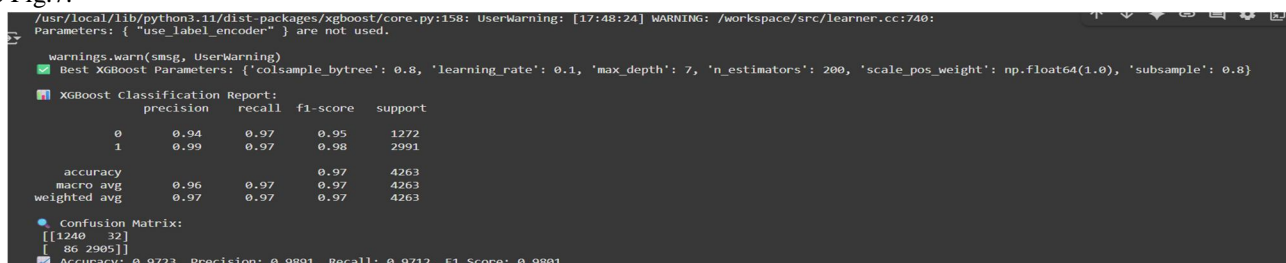 Fig.7.
/usr/local/lib/python3.11/dist-packages/xgboost/core.py:158: UserWarning: [17:48:24] WARNING: /workspace/src/learner.cc:740:
Parameters: { "use_label_encoder" } are not used.
warnings.warn(smsg, UserWarning)
✅ Best XGBoost Parameters: {'colsample_bytree': 0.8, 'learning_rate': 0.1, 'max_depth': 7, 'n_estimators': 200, 'scale_pos_weight': np.float64(1.0), 'subsample': 0.8}
📊 XGBoost Classification Report:
precision recall f1-score support
0 0.94 0.97 0.95 1272
1 0.99 0.97 0.98 2991
accuracy 0.97 4263
macro avg 0.96 0.97 0.97 4263
weighted avg 0.97 0.97 0.97 4263
🔍 Confusion Matrix:
[[1240 32]
[ 86 2905]]
📈 Accuracy: 0.9723, Precision: 0.9891, Recall: 0.9712, F1 Score: 0.9801